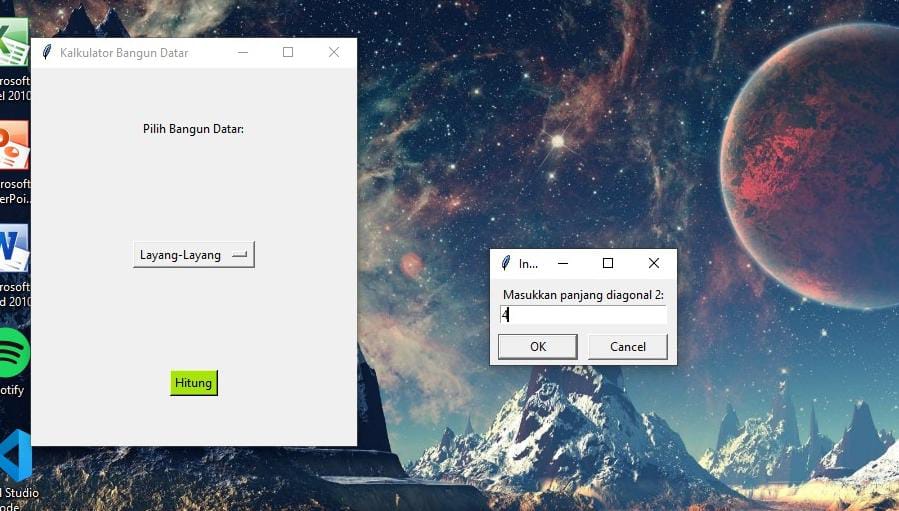 rosoft
el 2010
rosoft
erPoi...
rosoft
d 2010
otify
l Studio
ode
Kalkulator Bangun Datar
Pilih Bangun Datar:
Layang-Layang
Hitung
In...
Masukkan panjang diagonal 2:
4
OK
Cancel